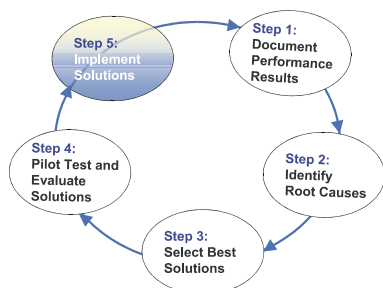 Step 1:
Document
Performance
Results
Step 2:
Identify
Root Causes
Step 3:
Select Best
Solutions
Step 4:
Pilot Test and
Evaluate
Solutions
Step 5:
Implement
Solutions